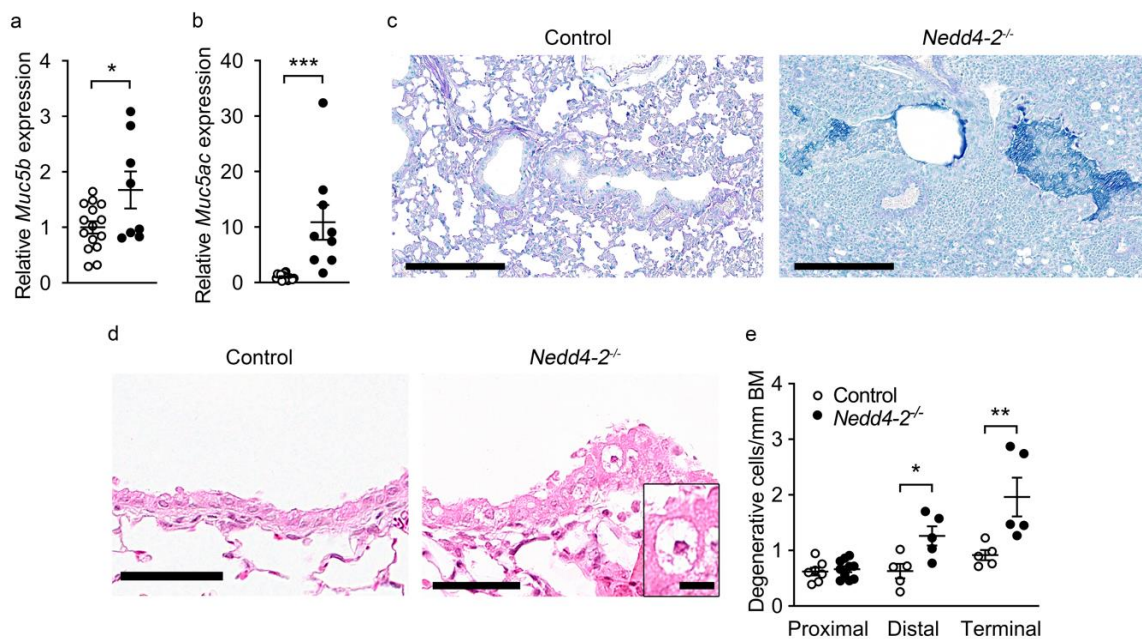 a
Relative Muc5b expression
4
3
2
1
0
*
b
Relative Muc5ac expression
40
30
20
10
0
***
c
Control
Nedd4-2-/-
d
Control
Nedd4-2-/-
e
Degenerative cells/mm BM
4
3
2
1
0
Control
Nedd4-2-/-
*
**
Proximal Distal Terminal